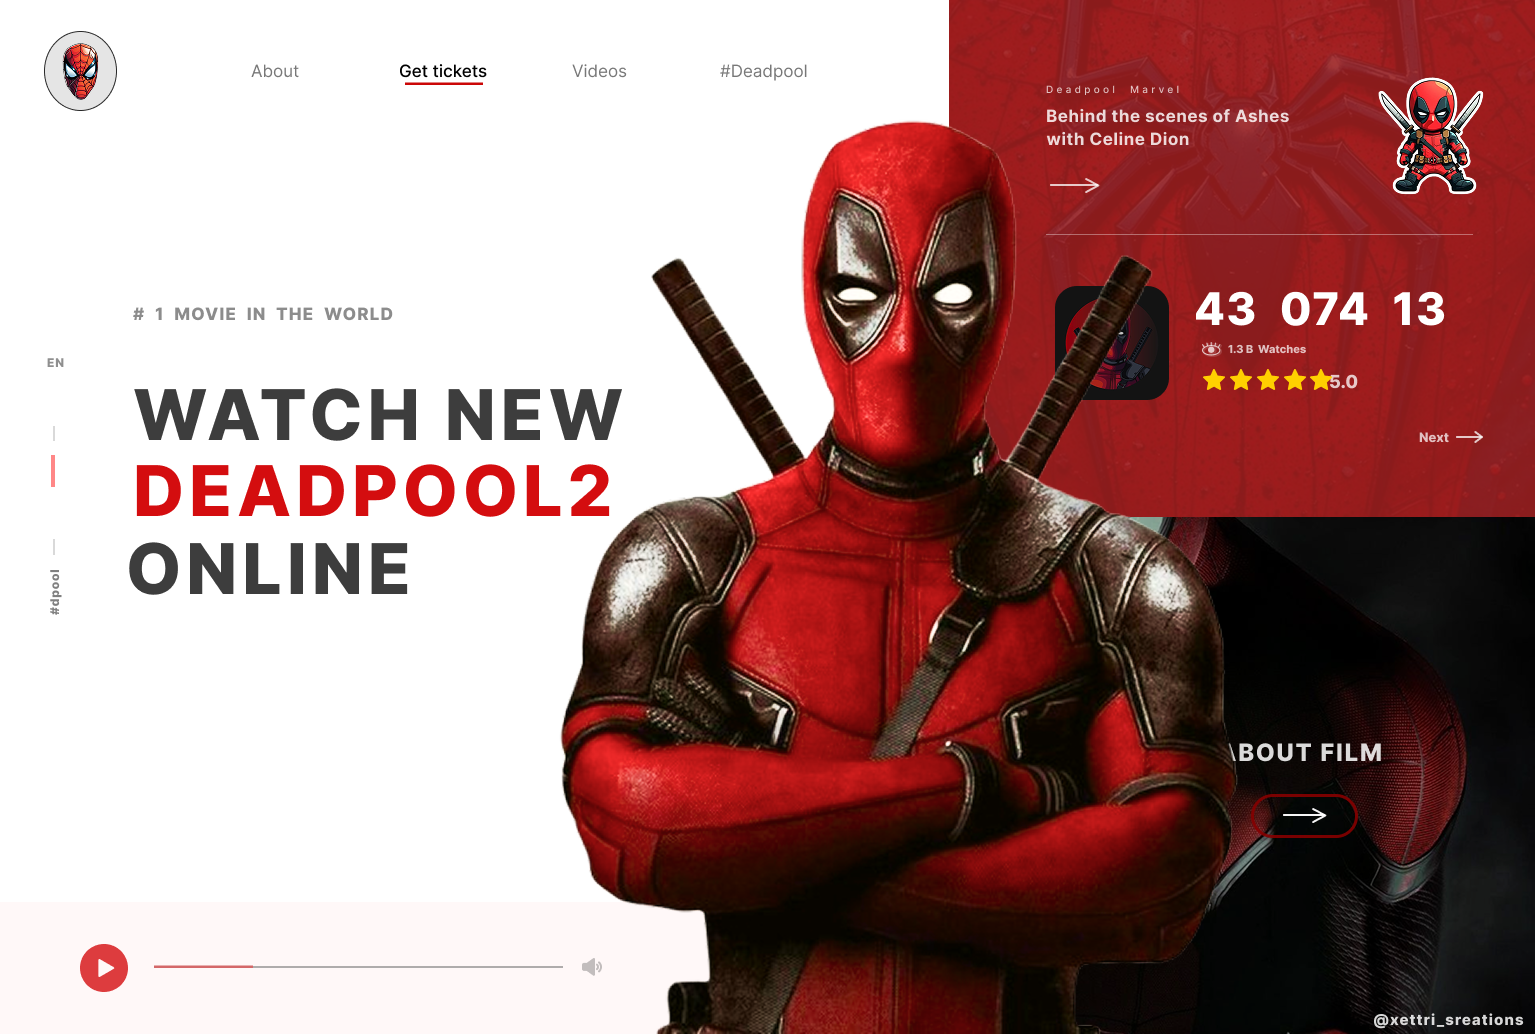 About
Get tickets
Videos
#Deadpool
Deadpool Marvel
Behind the scenes of Ashes
with Celine Dion
# 1 MOVIE IN THE WORLD
EN
WATCH NEW
DEADPOOL2
ONLINE
#dpool
43 074 13
1.3 B Watches
5.0
Next
ABOUT FILM
@xettri_sreations